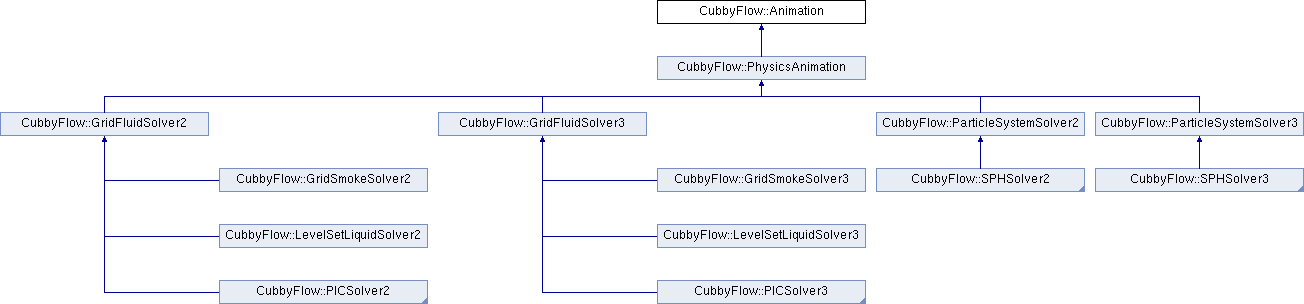 CubbyFlow::Animation
CubbyFlow::PhysicsAnimation
CubbyFlow::GridFluidSolver2
CubbyFlow::GridFluidSolver3
CubbyFlow::ParticleSystemSolver2
CubbyFlow::ParticleSystemSolver3
CubbyFlow::GridSmokeSolver2
CubbyFlow::GridSmokeSolver3
CubbyFlow::SPHSolver2
CubbyFlow::SPHSolver3
CubbyFlow::LevelSetLiquidSolver2
CubbyFlow::LevelSetLiquidSolver3
CubbyFlow::PICSolver2
CubbyFlow::PICSolver3